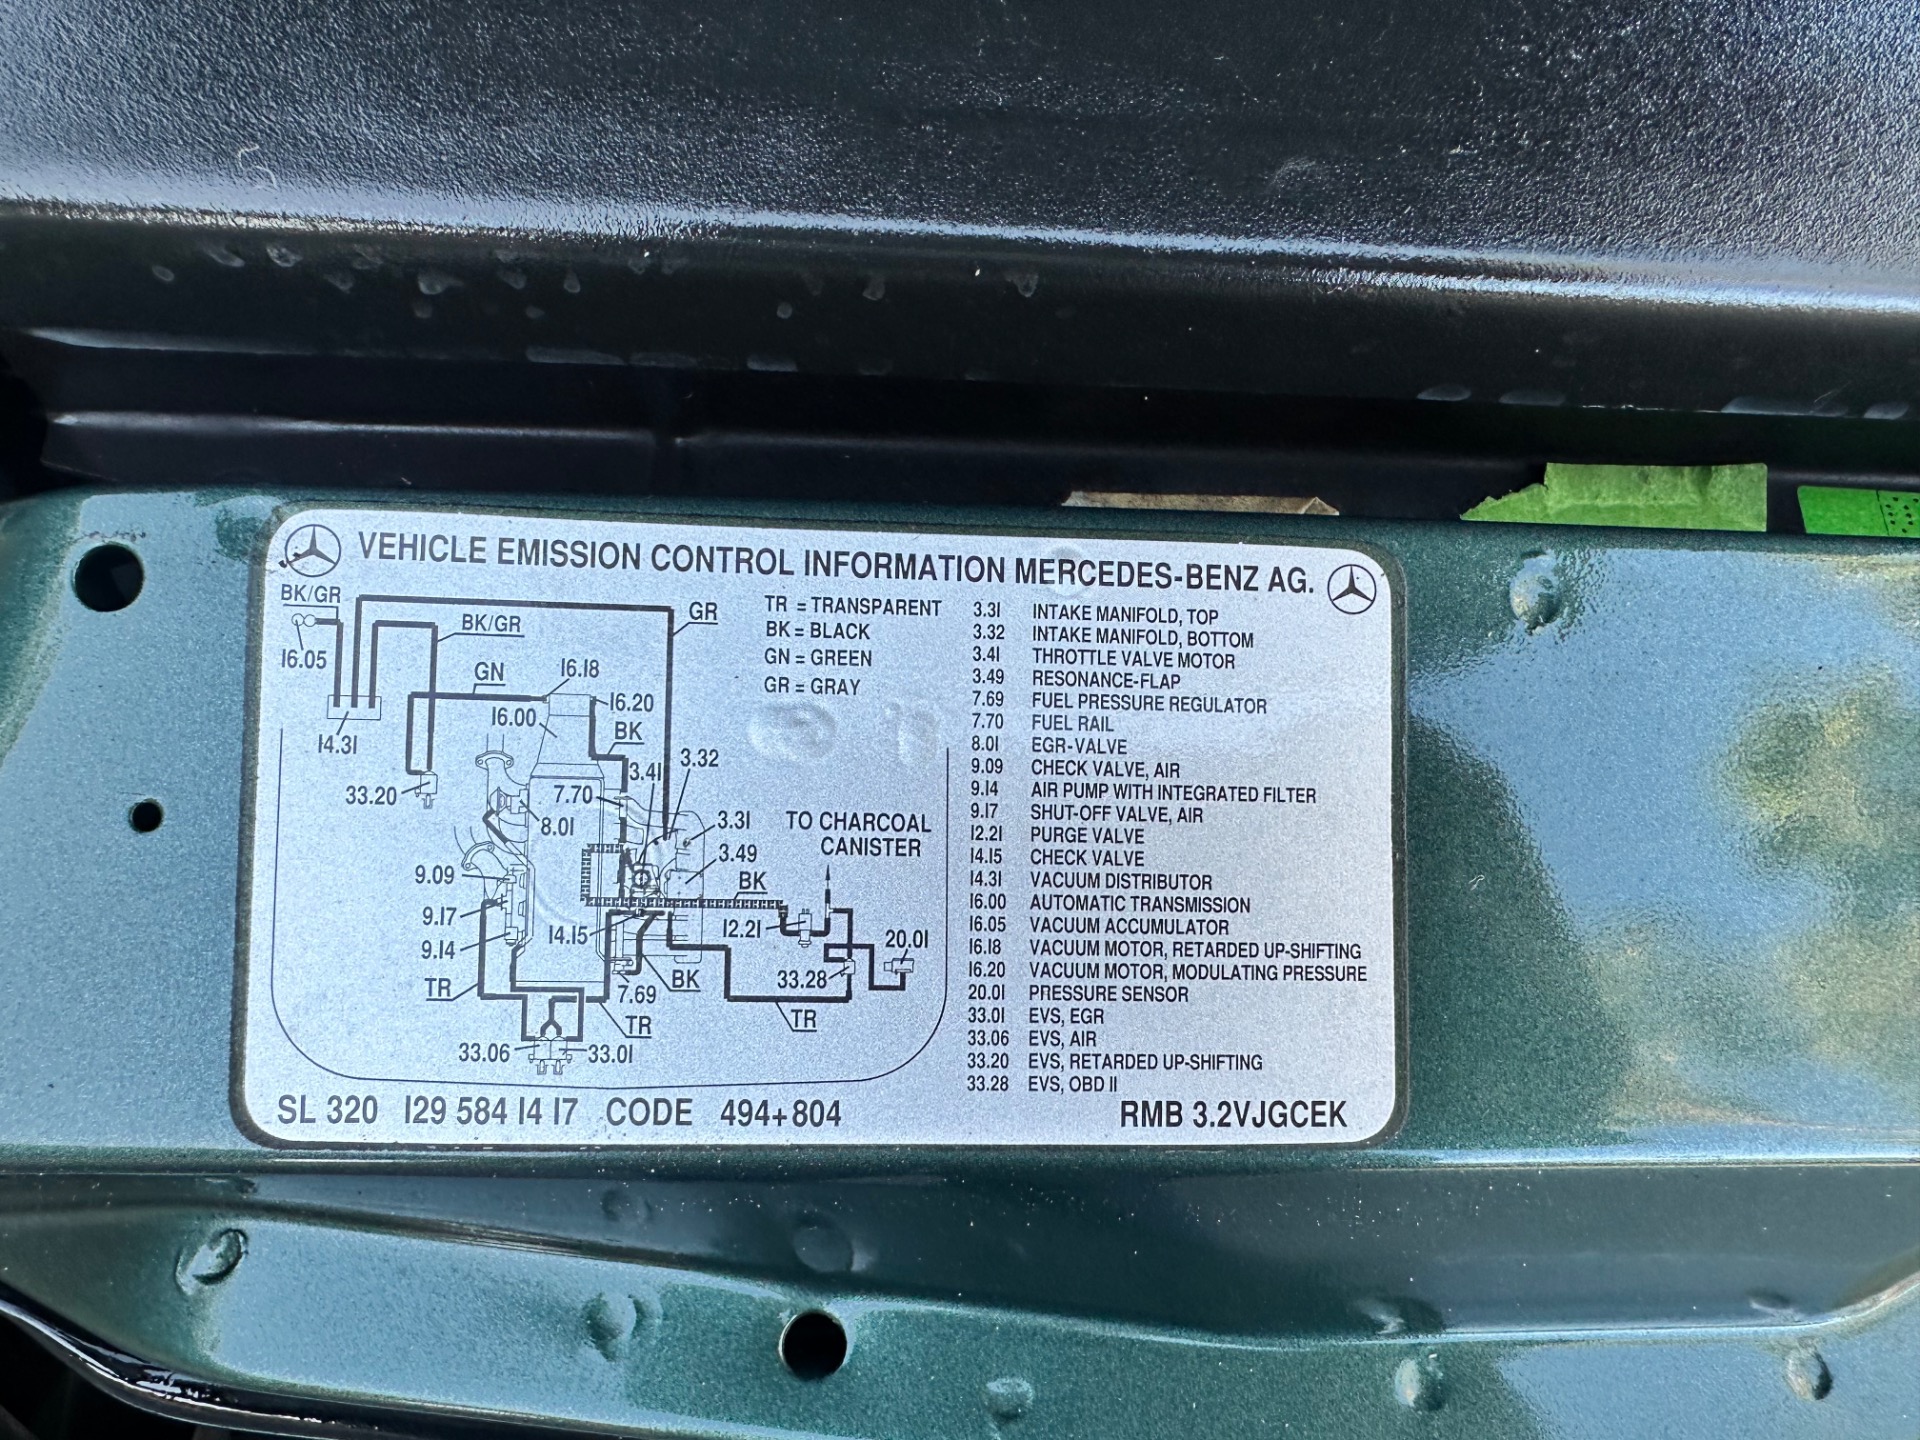 VEHICLE EMISSION CONTROL INFORMATION MERCEDES-BENZ AG.
BK/GR
16.05
BK/GR
GR
GN
16.18
16.00
16.20
BK
14.31
33.20
3.41
3.32
7.70
8.01
3.31
3.49
BK
TO CHARCOAL
CANISTER
9.09
9.17
9.14
14.15
12.21
20.01
33.28
TR
7.69
BK
TR
TR
33.06
33.01
TR = TRANSPARENT
BK = BLACK
GN = GREEN
GR = GRAY
3.31 INTAKE MANIFOLD, TOP
3.32 INTAKE MANIFOLD, BOTTOM
3.41 THROTTLE VALVE MOTOR
3.49 RESONANCE-FLAP
7.69 FUEL PRESSURE REGULATOR
7.70 FUEL RAIL
8.01 EGR-VALVE
9.09 CHECK VALVE, AIR
9.14 AIR PUMP WITH INTEGRATED FILTER
9.17 SHUT-OFF VALVE, AIR
12.21 PURGE VALVE
14.15 CHECK VALVE
14.31 VACUUM DISTRIBUTOR
16.00 AUTOMATIC TRANSMISSION
16.05 VACUUM ACCUMULATOR
16.18 VACUUM MOTOR, RETARDED UP-SHIFTING
16.20 VACUUM MOTOR, MODULATING PRESSURE
20.01 PRESSURE SENSOR
33.01 EVS, EGR
33.06 EVS, AIR
33.20 EVS, RETARDED UP-SHIFTING
33.28 EVS, OBD II
SL 320 129 584 14 17 CODE 494+804 RMB 3.2VJGCEK